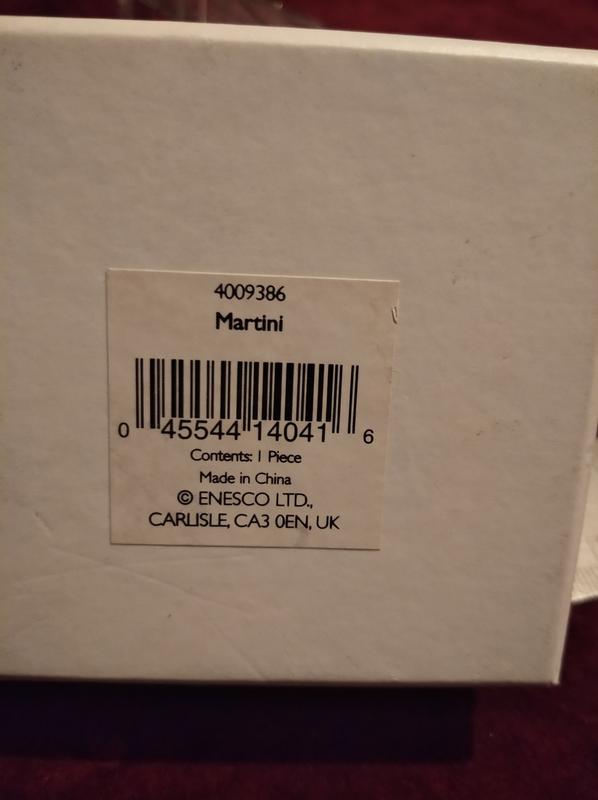 4009386
Martini
0 45544 14041 6
Contents: 1 Piece
Made in China
© ENESCO LTD.,
CARLISLE, CA3 0EN, UK